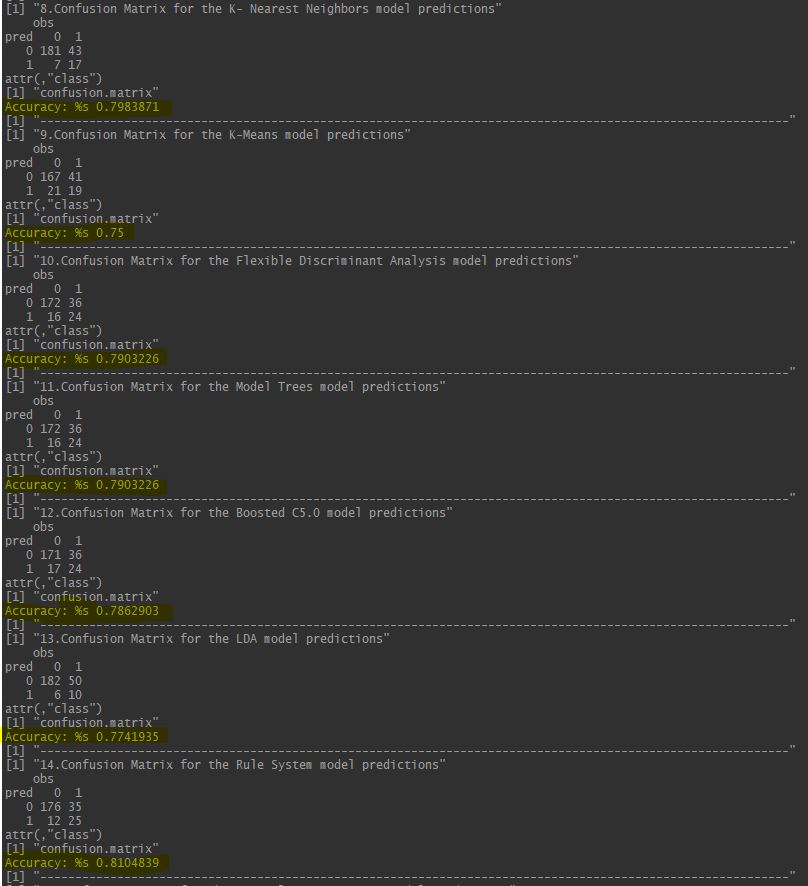 [1] "8.Confusion Matrix for the K- Nearest Neighbors model predictions"
    obs
pred   0  1
   0 181 43
   1   7 17
attr(,"class")
[1] "confusion.matrix"
Accuracy: %s 0.7983871
[1] "-----------------------------------------------------------------------------------------------------------"
[1] "9.Confusion Matrix for the K-Means model predictions"
    obs
pred   0  1
   0 167 41
   1  21 19
attr(,"class")
[1] "confusion.matrix"
Accuracy: %s 0.75
[1] "-----------------------------------------------------------------------------------------------------------"
[1] "10.Confusion Matrix for the Flexible Discriminant Analysis model predictions"
    obs
pred   0  1
   0 172 36
   1  16 24
attr(,"class")
[1] "confusion.matrix"
Accuracy: %s 0.7903226
[1] "-----------------------------------------------------------------------------------------------------------"
[1] "11.Confusion Matrix for the Model Trees model predictions"
    obs
pred   0  1
   0 172 36
   1  16 24
attr(,"class")
[1] "confusion.matrix"
Accuracy: %s 0.7903226
[1] "-----------------------------------------------------------------------------------------------------------"
[1] "12.Confusion Matrix for the Boosted C5.0 model predictions"
    obs
pred   0  1
   0 171 36
   1  17 24
attr(,"class")
[1] "confusion.matrix"
Accuracy: %s 0.7862903
[1] "-----------------------------------------------------------------------------------------------------------"
[1] "13.Confusion Matrix for the LDA model predictions"
    obs
pred   0  1
   0 182 50
   1   6 10
attr(,"class")
[1] "confusion.matrix"
Accuracy: %s 0.7741935
[1] "-----------------------------------------------------------------------------------------------------------"
[1] "14.Confusion Matrix for the Rule System model predictions"
    obs
pred   0  1
   0 176 35
   1  12 25
attr(,"class")
[1] "confusion.matrix"
Accuracy: %s 0.8104839
[1] "-----------------------------------------------------------------------------------------------------------"